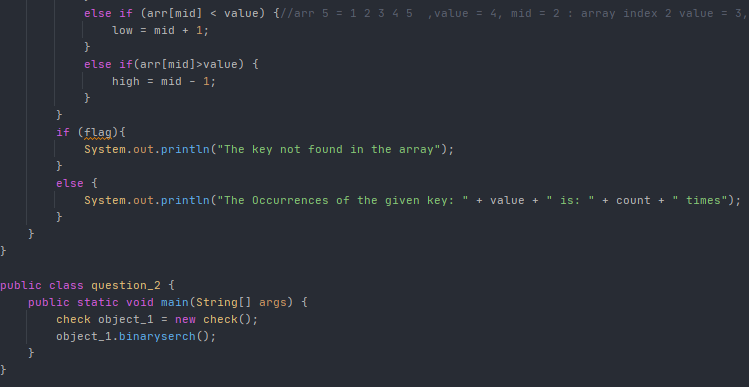 else if (arr[mid] < value) {//arr 5 = 1 2 3 4 5  ,value = 4, mid = 2 : array index 2 value = 3,
low = mid + 1;
}
else if(arr[mid]>value) {
high = mid - 1;
}
}
if (flag){
System.out.println("The key not found in the array");
}
else {
System.out.println("The Occurrences of the given key: " + value + " is: " + count + " times");
}
}
}
public class question_2 {
public static void main(String[] args) {
check object_1 = new check();
object_1.binaryserch();
}
}